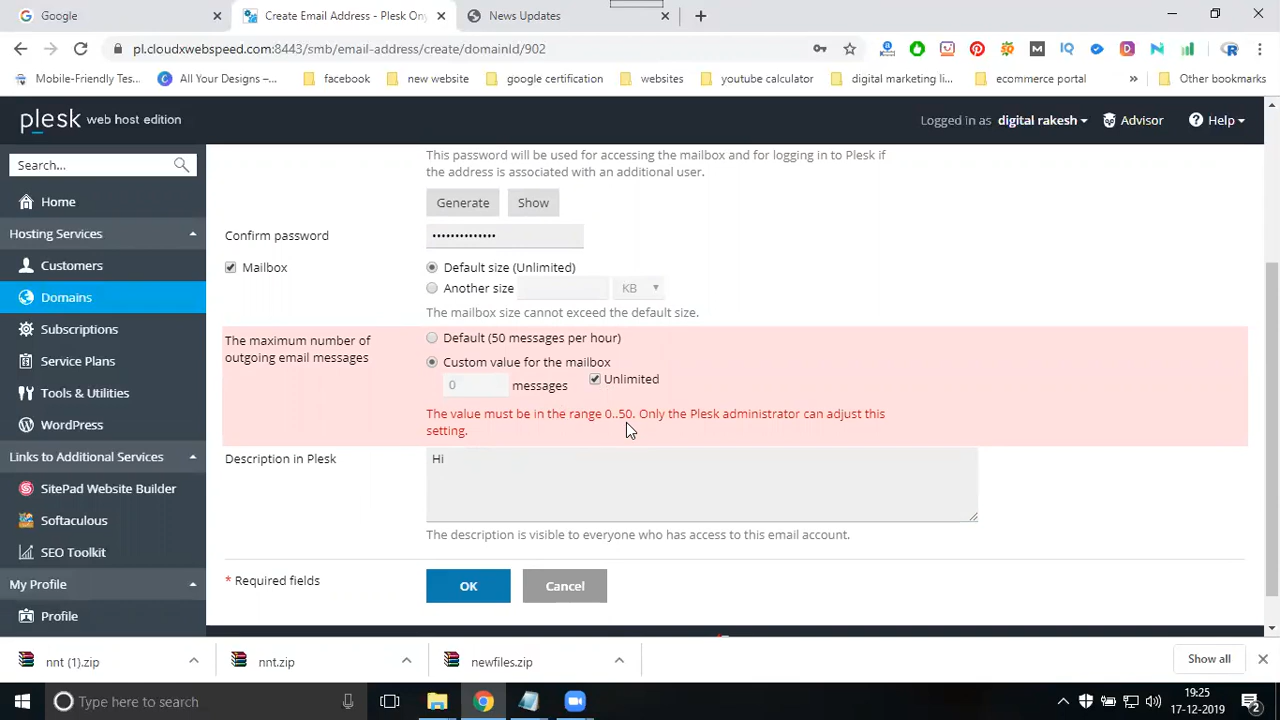 Google
Create Email Address - Plesk On
News Updates
pl.cloudxwebspeed.com:8443/smb/email-address/create/domainId/902
Mobile-Friendly Tes...
All Your Designs –...
facebook
new website
google certification
websites
youtube calculator
digital marketing li...
ecommerce portal
Other bookmarks
plesk web host edition
Logged in as digital rakesh
Advisor
Help
Search...
Home
Hosting Services
Customers
Domains
Subscriptions
Service Plans
Tools & Utilities
WordPress
Links to Additional Services
SitePad Website Builder
Softaculous
SEO Toolkit
My Profile
Profile
This password will be used for accessing the mailbox and for logging in to Plesk if
the address is associated with an additional user.
Generate
Show
Confirm password
Mailbox
Default size (Unlimited)
Another size
KB
The mailbox size cannot exceed the default size.
The maximum number of
outgoing email messages
Default (50 messages per hour)
Custom value for the mailbox
0 messages
Unlimited
The value must be in the range 0..50. Only the Plesk administrator can adjust this
setting.
Description in Plesk
Hi
The description is visible to everyone who has access to this email account.
* Required fields
OK
Cancel
nnt (1).zip
nnt.zip
newfiles.zip
Show all
Type here to search
19:25
17-12-2019
2